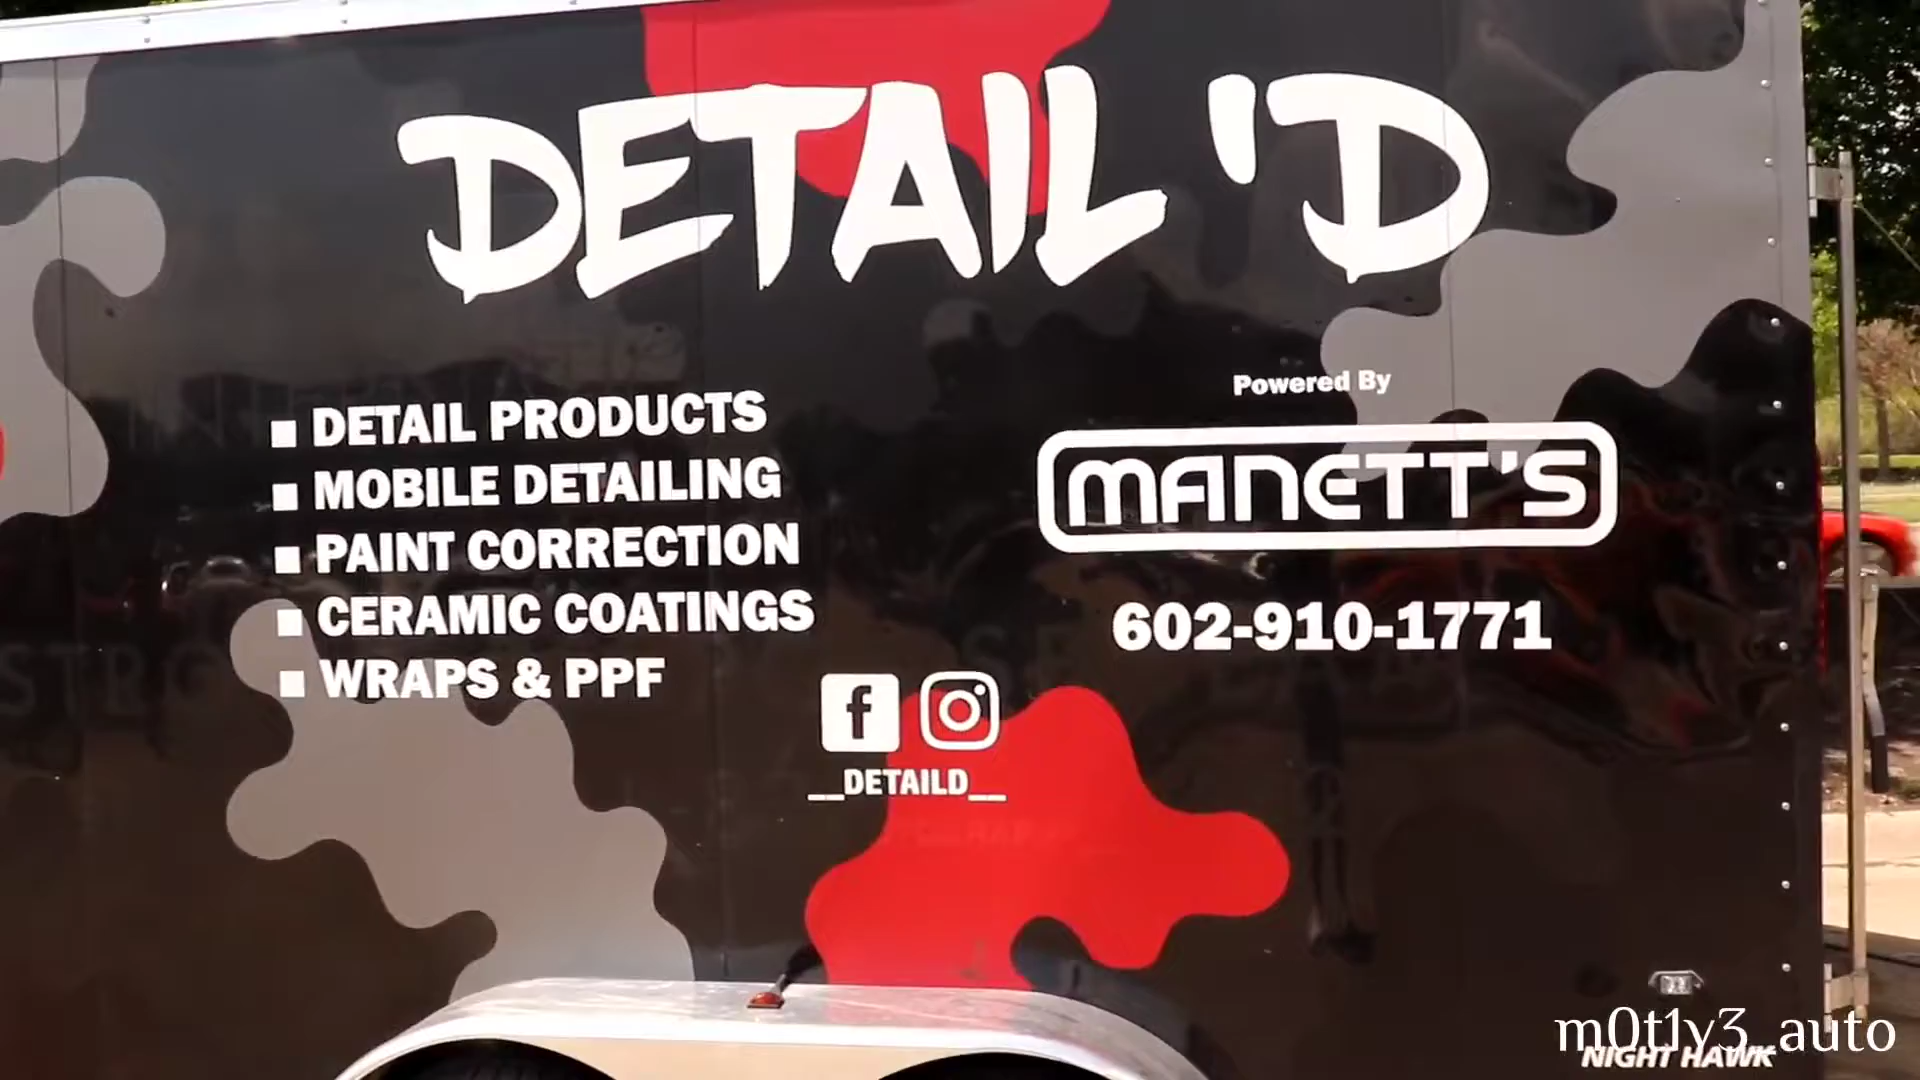 DETAIL 'D
■ DETAIL PRODUCTS
■ MOBILE DETAILING
■ PAINT CORRECTION
■ CERAMIC COATINGS
■ WRAPS & PPF
__DETAILD__
Powered By
MANETT'S
602-910-1771
m0t1v3_auto
NIGHT HAWK